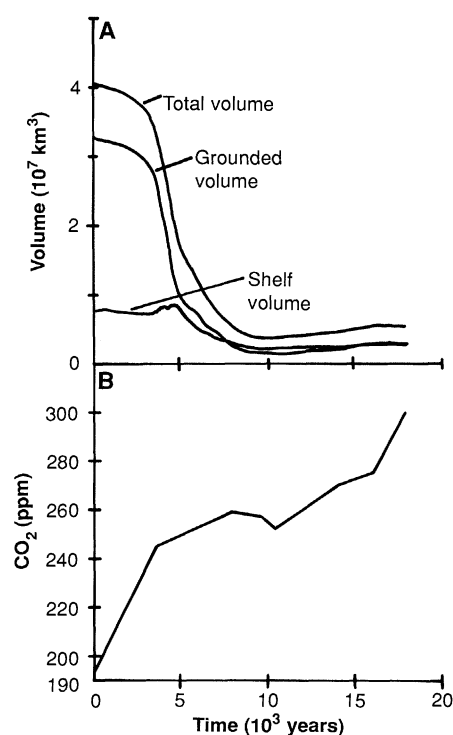 A
4
Total volume
Grounded
volume
Volume (10⁷ km³)
2
Shelf
volume
0
B
300
280
260
CO₂ (ppm)
240
220
200
190
0 5 10 15 20
Time (10³ years)